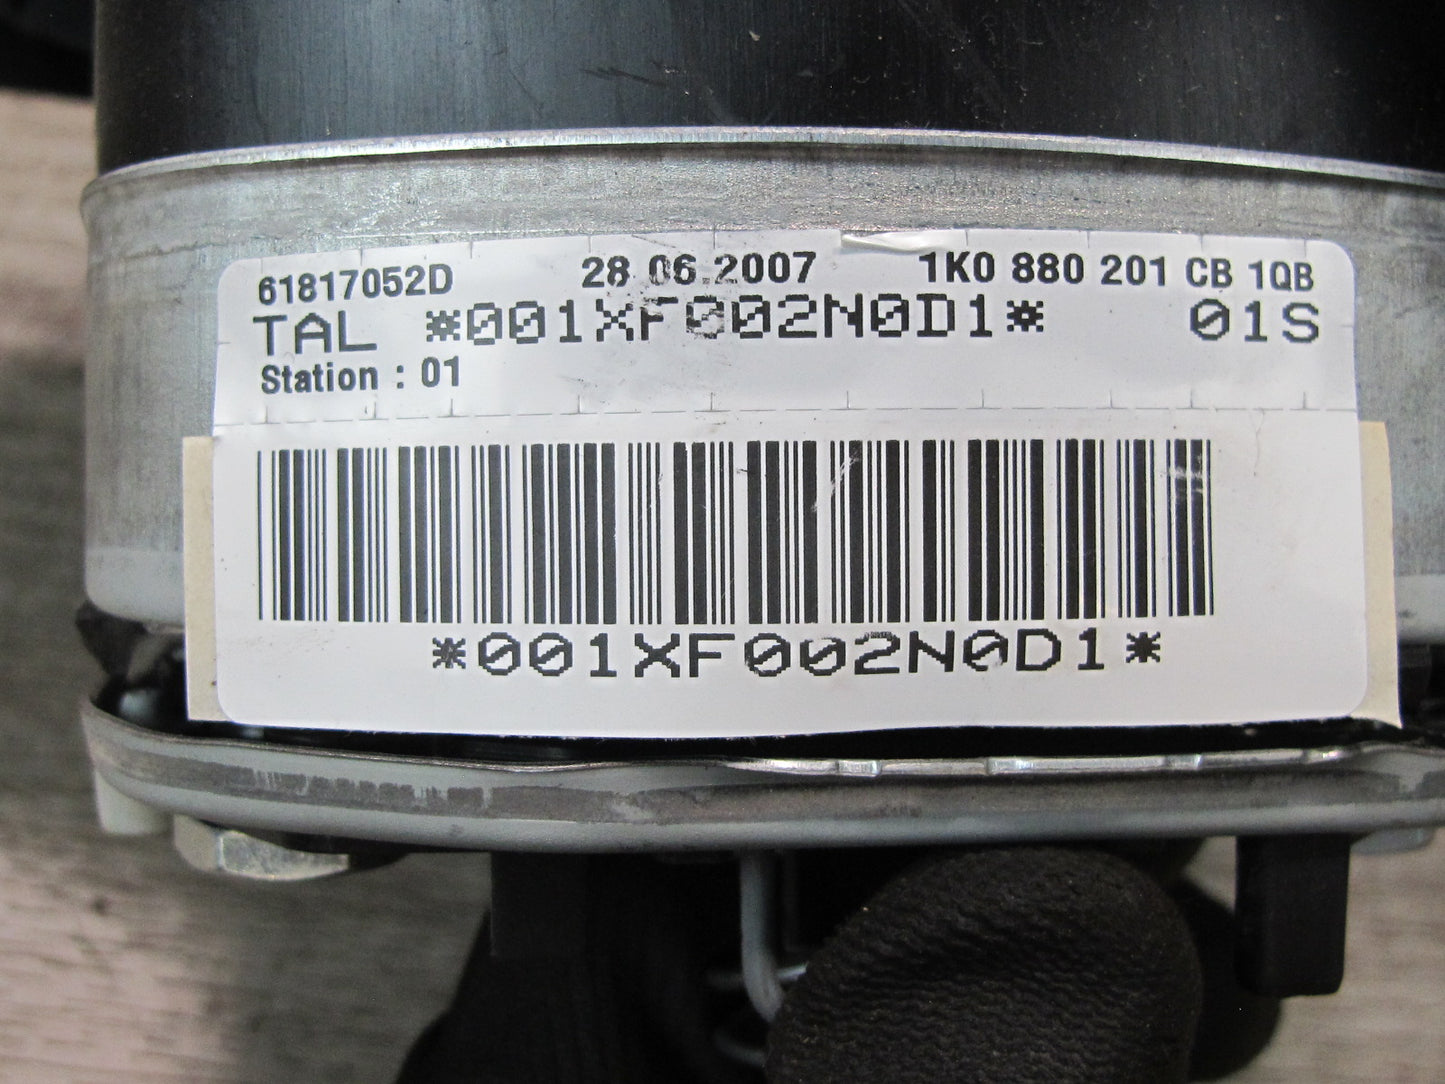 61817052D 28.06.2007 1K0 880 201 CB 1QB
TAL *001XF002N0D1* 01S
Station : 01
*001XF002N0D1*